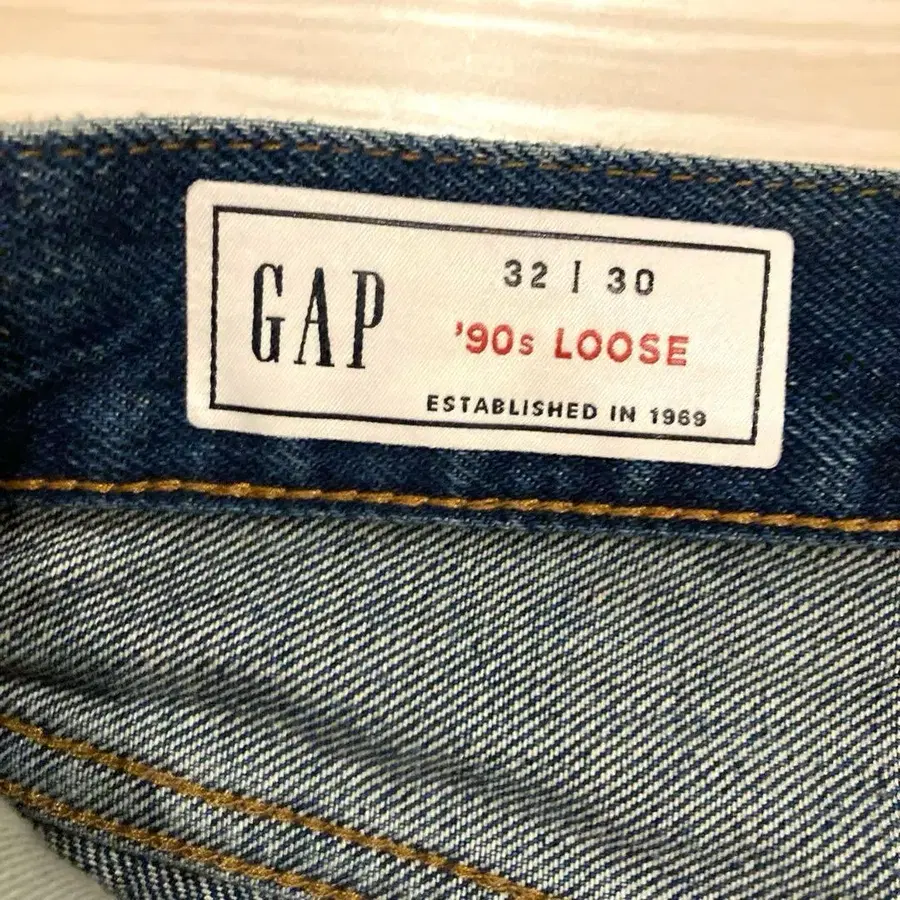 GAP
32 | 30
'90s LOOSE
ESTABLISHED IN 1969